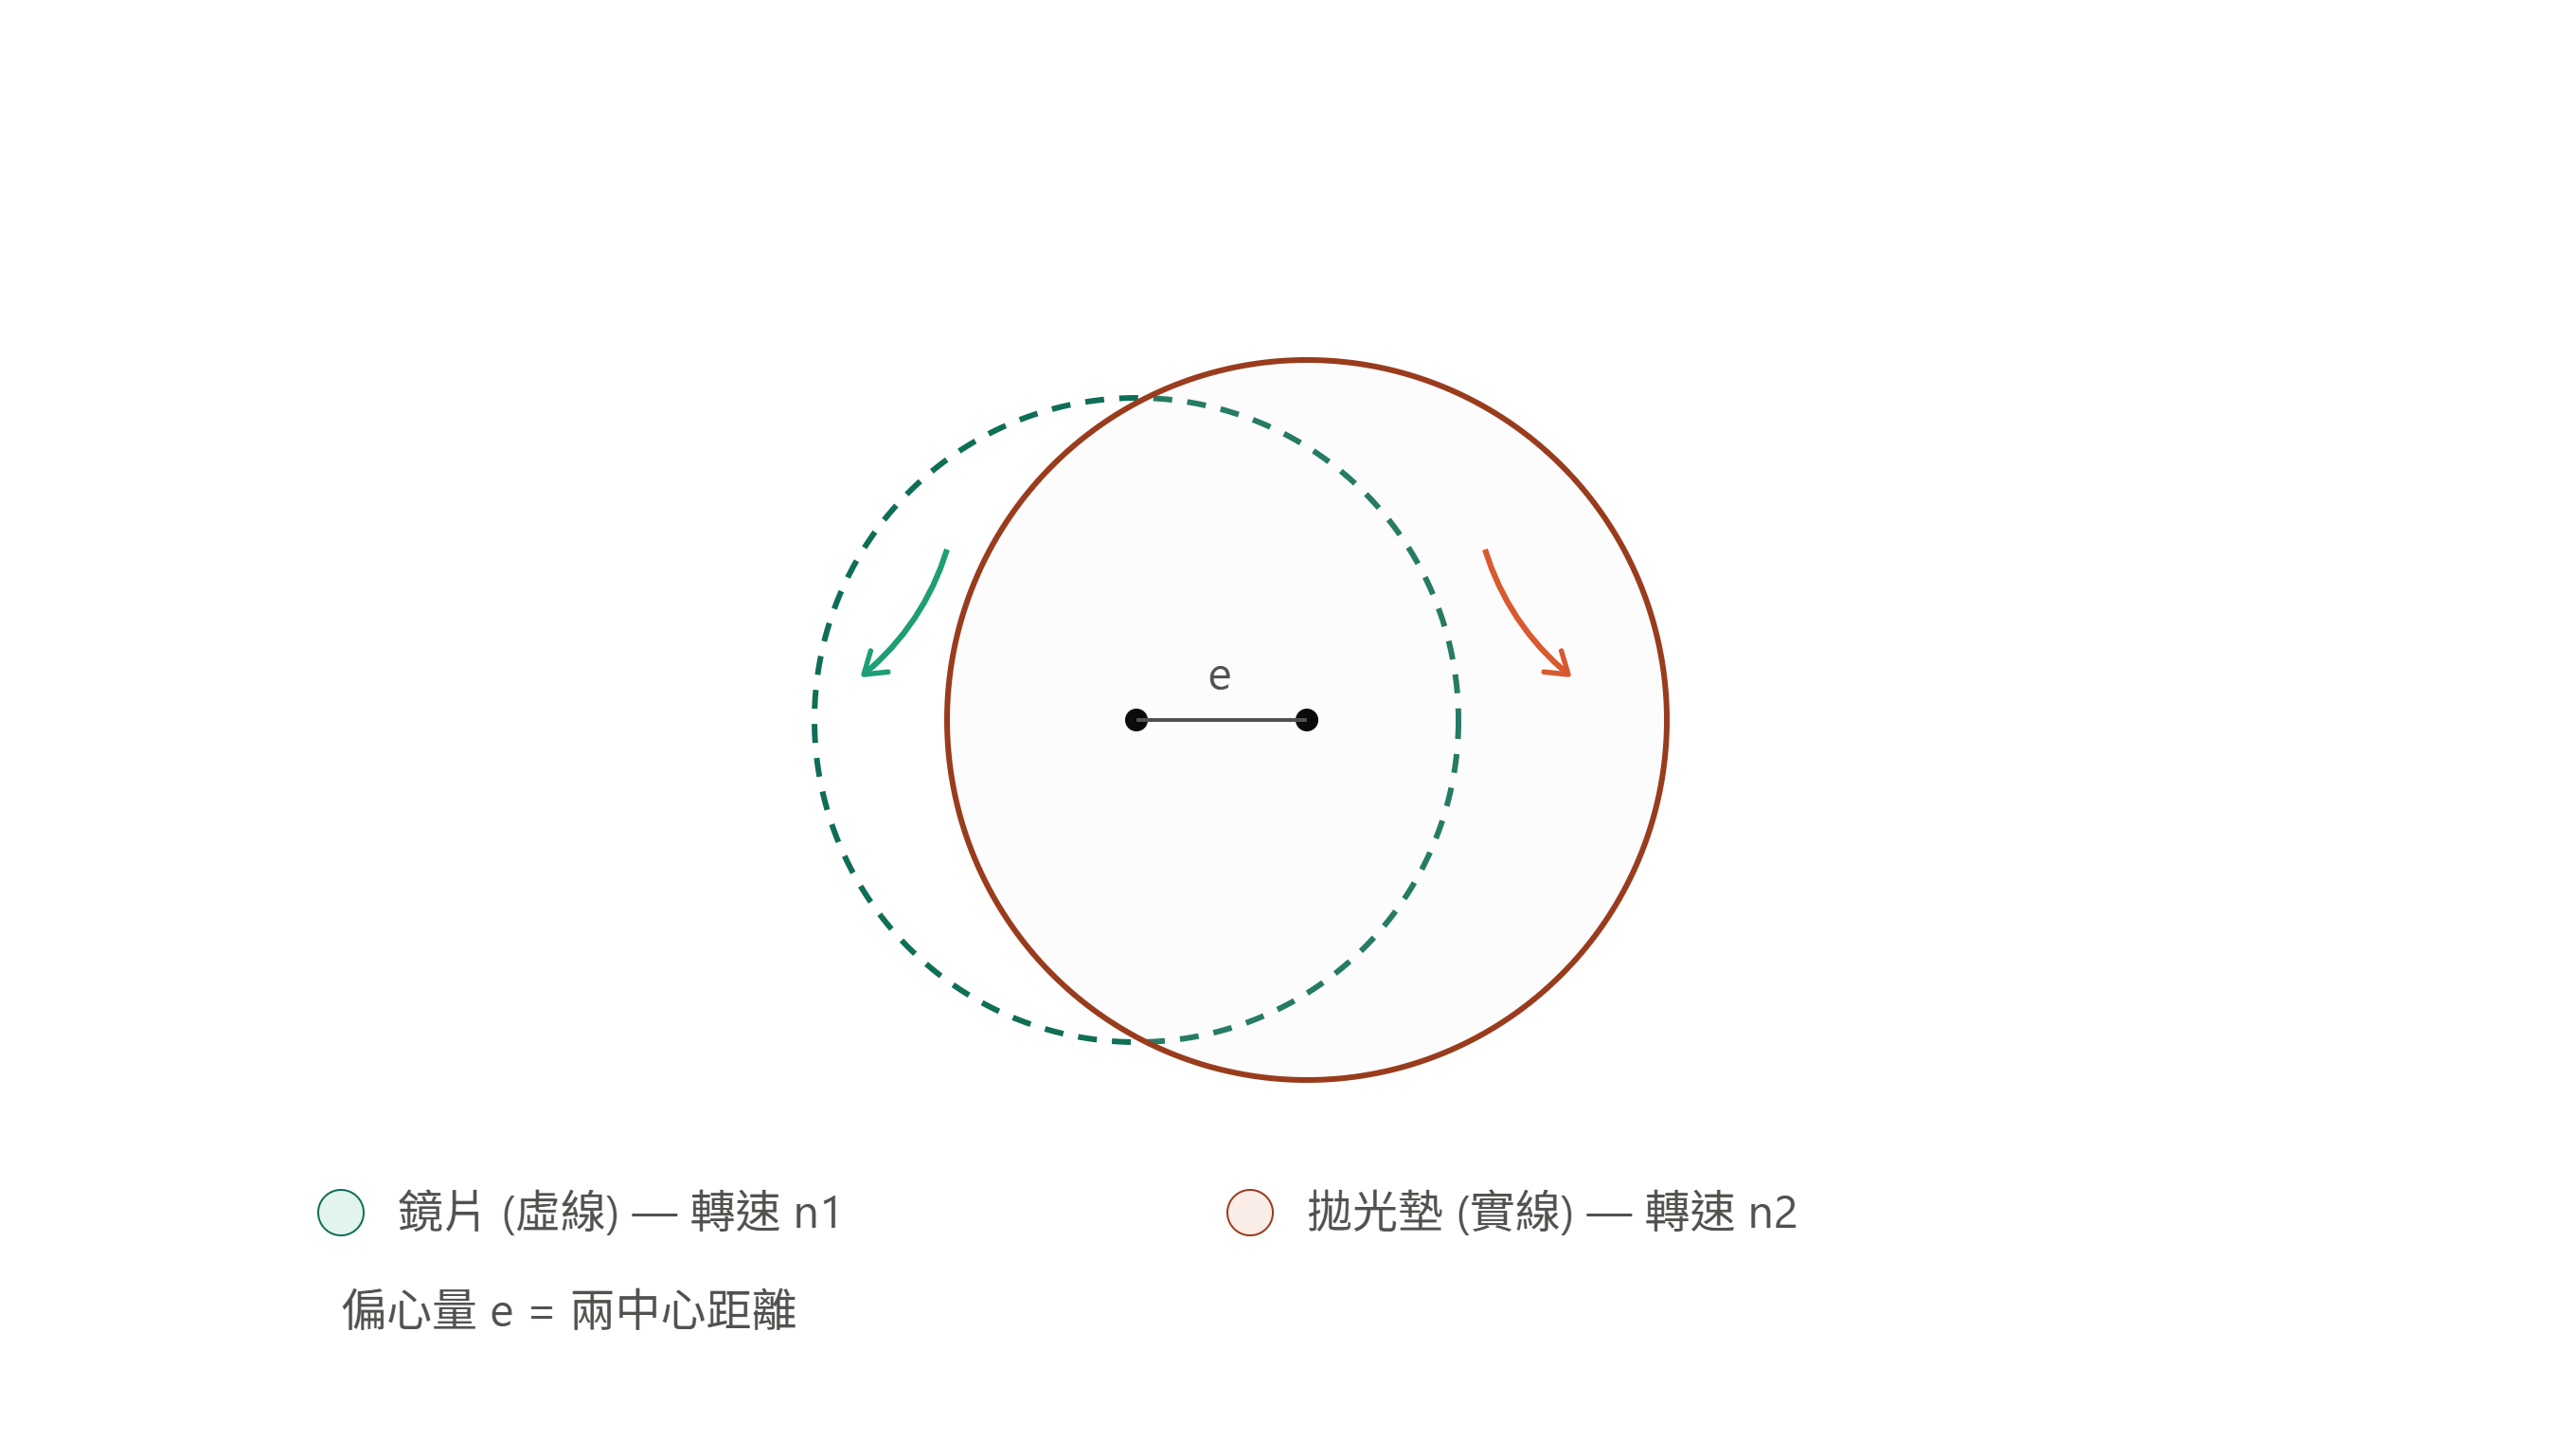 e
鏡片 (虛線) — 轉速 n1
拋光墊 (實線) — 轉速 n2
偏心量 e = 兩中心距離